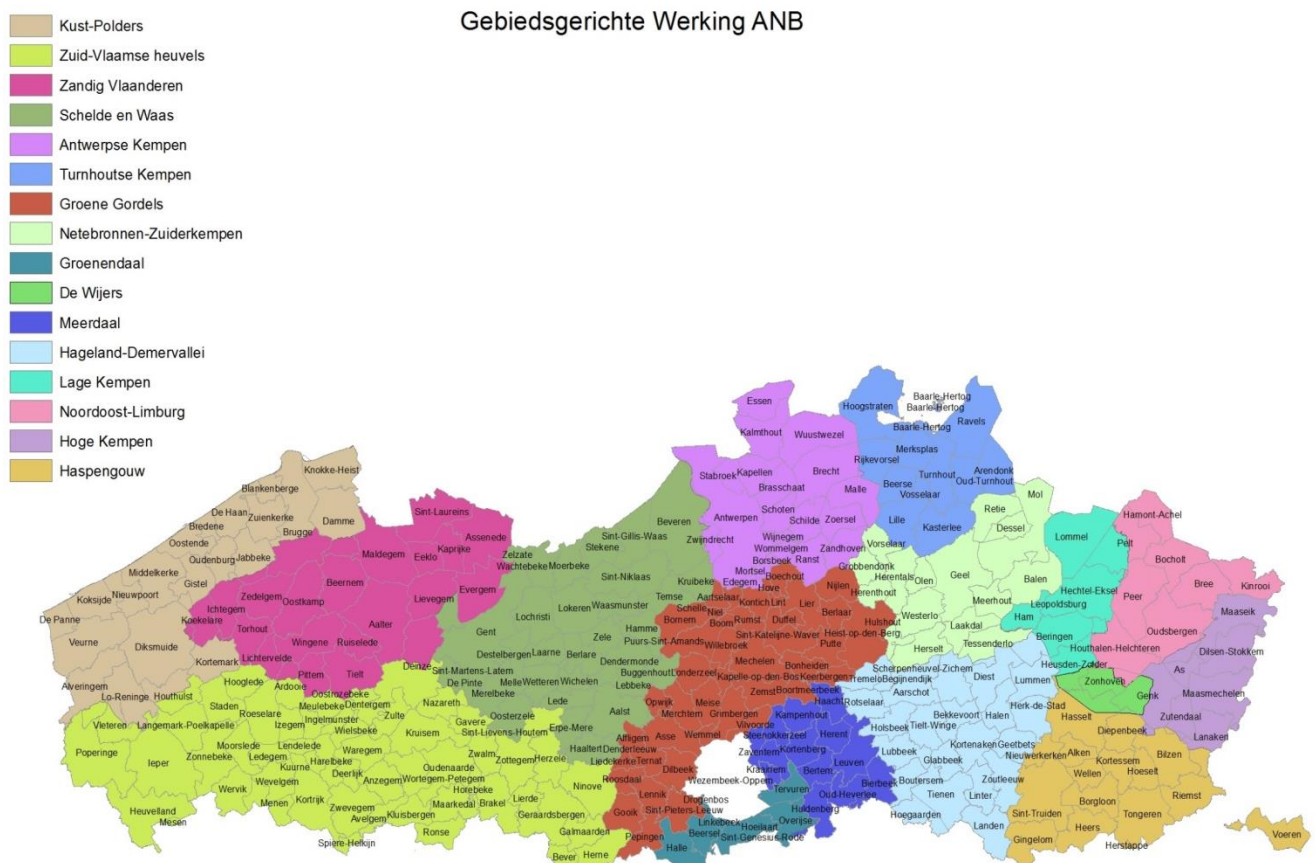 Gebiedsgerichte Werking ANB
Kust-Polders
Zuid-Vlaamse heuvels
Zandig Vlaanderen
Schelde en Waas
Antwerpse Kempen
Turnhoutse Kempen
Groene Gordels
Netebronnen-Zuiderkempen
Groenendaal
De Wijers
Meerdaal
Hageland-Demervallei
Lage Kempen
Noordoost-Limburg
Hoge Kempen
Haspengouw
Knokke-Heist
Blankenberge
De Haan
Zuienkerke
Bredene
Damme
Brugge
Oostende
Oudenburg
Jabbeke
Middelkerke
Gistel
Nieuwpoort
Koksijde
De Panne
Veurne
Diksmuide
Koekelare
Kortemark
Alveringem
Lo-Reninge
Houthulst
Sint-Laureins
Assenede
Kaprijke
Maldegem
Eeklo
Beernem
Zedelgem
Oostkamp
Ichtegem
Torhout
Lievegem
Evergem
Aalter
Wingene
Ruiselede
Lichtervelde
Pittem
Tielt
Deinze
Hooglede
Ardooie
Oostrozebeke
Meulebeke
Dentergem
Staden
Roeselare
Ingelmunster
Izegem
Wielsbeke
Zulte
Nazareth
Vleteren
Langemark-Poelkapelle
Zonnebeke
Moorslede
Ledegem
Lendelede
Kuurne
Harelbeke
Waregem
Deerlijk
Kruisem
Gavere
Sint-Lievens-Houtem
Zwalm
Zottegem
Herzele
Poperinge
Ieper
Wevelgem
Wervik
Menen
Kortrijk
Zwevegem
Avelgem
Anzegem
Oudenaarde
Wortegem-Petegem
Horebeke
Maarkedal
Brakel
Kluisbergen
Ronse
Lierde
Ninove
Geraardsbergen
Galmaarden
Bever
Herne
Heuvelland
Mesen
Spiere-Helkijn
Zelzate
Wachtebeke
Moerbeke
Stekene
Sint-Gillis-Waas
Beveren
Sint-Niklaas
Kruibeke
Temse
Waasmunster
Lokeren
Lochristi
Hamme
Zele
Gent
Laarne
Destelbergen
Berlare
Dendermonde
Buggenhout
Lebbeke
Sint-Martens-Latem
De Pinte
Melle
Wetteren
Wichelen
Merelbeke
Oosterzele
Lede
Aalst
Erpe-Mere
Haaltert
Essen
Kalmthout
Wuustwezel
Stabroek
Kapellen
Brecht
Brasschaat
Malle
Schoten
Antwerpen
Schilde
Zoersel
Zwijndrecht
Wijnegem
Wommelgem
Borsbeek
Ranst
Zandhoven
Mortsel
Edegem
Boechout
Hove
Hoogstraten
Baarle-Hertog
Baarle-Hertog
Baarle-Hertog
Ravels
Merksplas
Rijkevorsel
Turnhout
Arendonk
Oud-Turnhout
Beerse
Vosselaar
Lille
Kasterlee
Mol
Retie
Dessel
Vorselaar
Grobbendonk
Herentals
Olen
Geel
Balen
Herenthout
Meerhout
Westerlo
Laakdal
Herselt
Tessenderlo
Nijlen
Aartselaar
Kontich
Lint
Lier
Berlaar
Hulshout
Schelle
Niel
Bornem
Boom
Rumst
Duffel
Heist-op-den-Berg
Putte
Sint-Katelijne-Waver
Puurs-Sint-Amands
Willebroek
Mechelen
Bonheiden
Londerzeel
Kapelle-op-den-Bos
Keerbergen
Zemst
Boortmeerbeek
Opwijk
Meise
Merchtem
Grimbergen
Vilvoorde
Affligem
Asse
Wemmel
Denderleeuw
Liedekerke
Ternat
Roosdaal
Dilbeek
Wezembeek-Oppem
Lennik
Drogenbos
Gooik
Sint-Pieters-Leeuw
Pepingen
Linkebeek
Beersel
Halle
Sint-Genesius-Rode
Hoeilaart
Overijse
Tervuren
Haacht
Kampenhout
Steenokkerzeel
Herent
Zaventem
Kortenberg
Kraainem
Leuven
Bertem
Bierbeek
Oud-Heverlee
Huldenberg
Scherpenheuvel-Zichem
Tremelo
Begijnendijk
Diest
Aarschot
Rotselaar
Lummen
Herk-de-Stad
Bekkevoort
Halen
Holsbeek
Tielt-Winge
Lubbeek
Kortenaken
Geetbets
Glabbeek
Boutersem
Zoutleeuw
Tienen
Linter
Hoegaarden
Landen
Lommel
Pelt
Hechtel-Eksel
Leopoldsburg
Ham
Beringen
Heusden-Zolder
Hamont-Achel
Bocholt
Bree
Kinrooi
Peer
Oudsbergen
Houthalen-Helchteren
Maaseik
Dilsen-Stokkem
As
Maasmechelen
Zutendaal
Lanaken
Zonhoven
Genk
Hasselt
Diepenbeek
Nieuwerkerken
Alken
Kortessem
Bilzen
Wellen
Hoeselt
Riemst
Sint-Truiden
Borgloon
Tongeren
Gingelom
Heers
Herstappe
Voeren